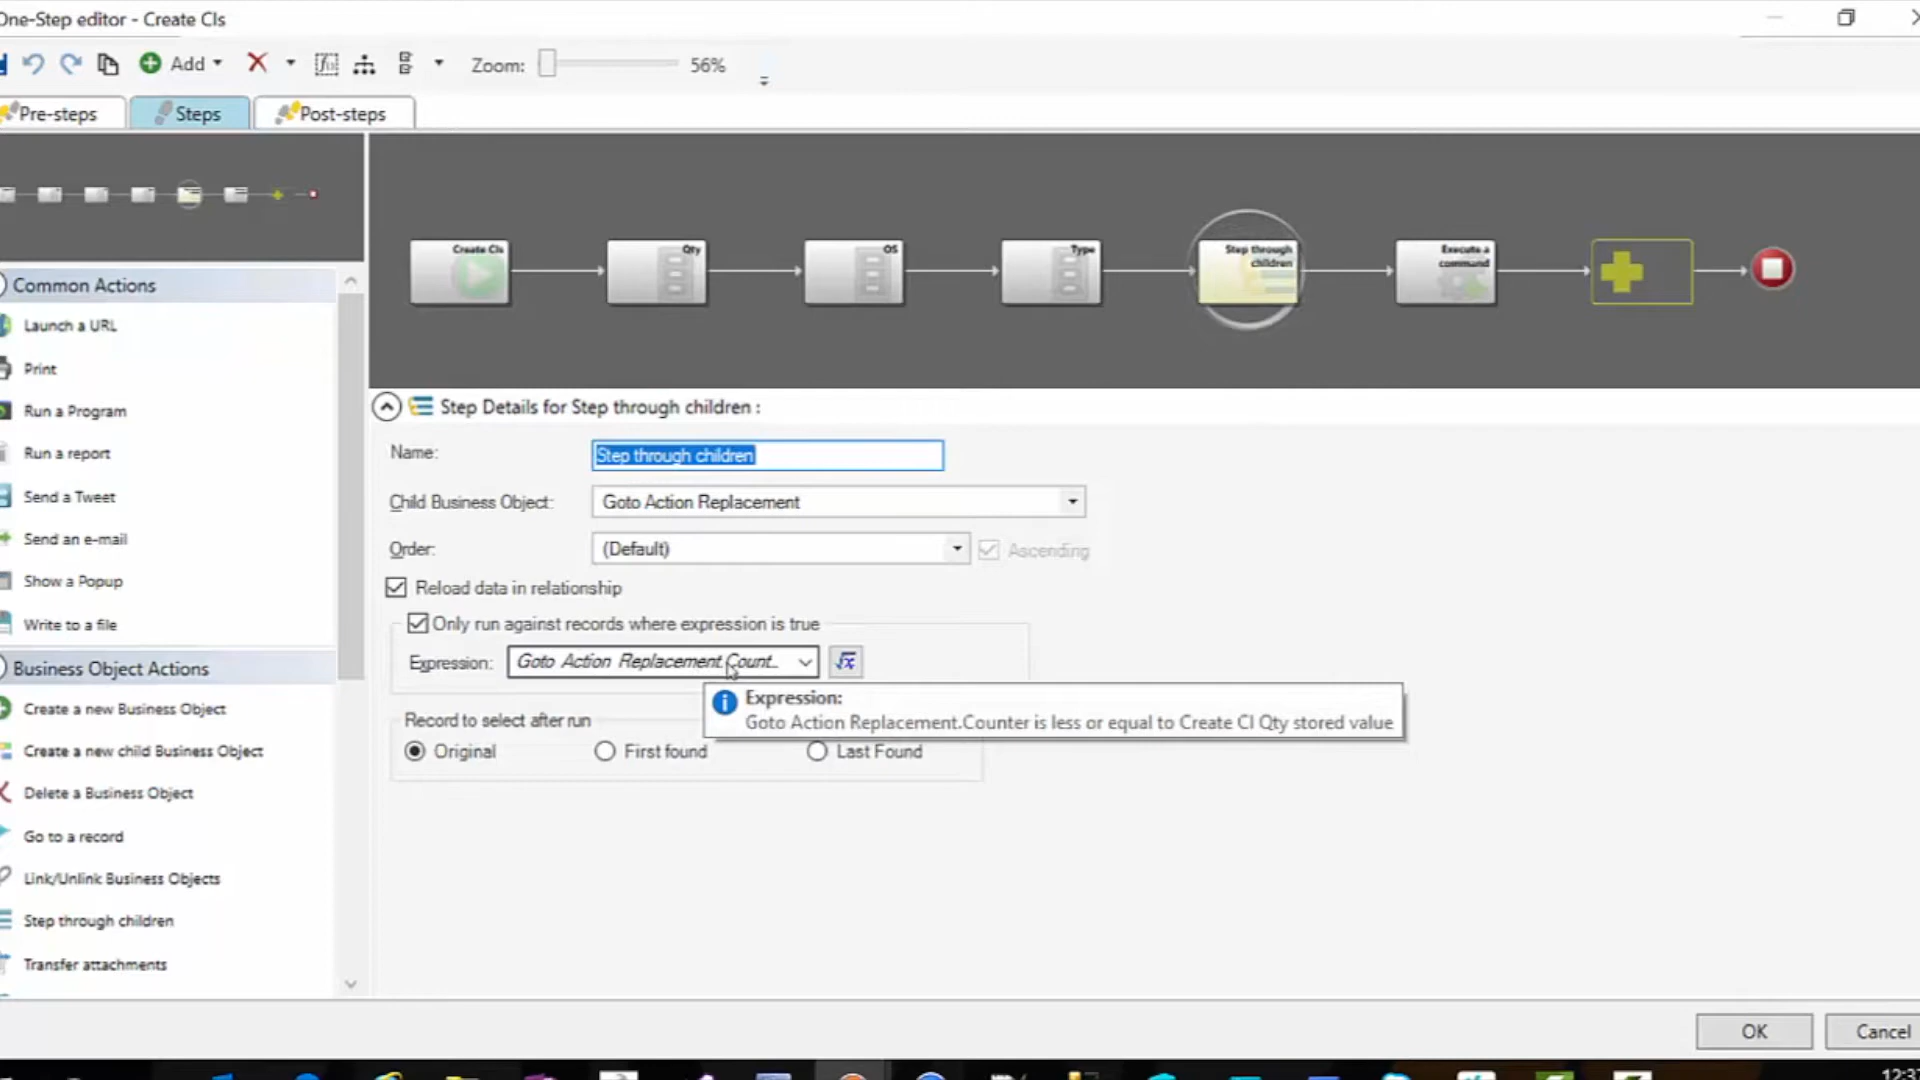 One-Step editor - Create CIs
Add
Zoom:
56%
Pre-steps
Steps
Post-steps
Create CIs
Qty
OS
Type
Step through
children
Execute a
command
Common Actions
Launch a URL
Print
Run a Program
Run a report
Send a Tweet
Send an e-mail
Show a Popup
Write to a file
Business Object Actions
Create a new Business Object
Create a new child Business Object
Delete a Business Object
Go to a record
Link/Unlink Business Objects
Step through children
Transfer attachments
Step Details for Step through children :
Name:
Step through children
Child Business Object:
Goto Action Replacement
Order:
(Default)
Ascending
Reload data in relationship
Only run against records where expression is true
Expression:
Goto Action Replacement.Count...
Expression:
Goto Action Replacement.Counter is less or equal to Create CI Qty stored value
Record to select after run
Original
First found
Last Found
OK
Cancel